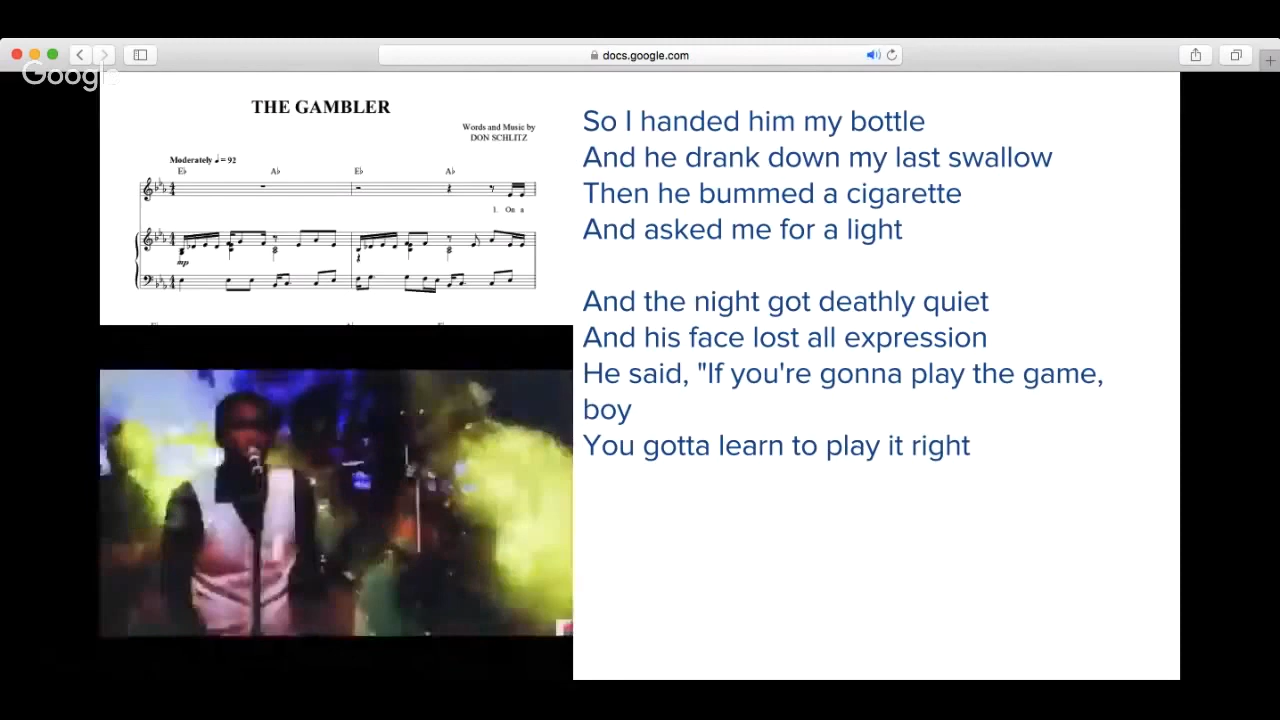 docs.google.com
Google
THE GAMBLER
Words and Music by
DON SCHLITZ
Moderately ♩= 92
E♭ A♭ E♭ A♭
1. On a
mp
So I handed him my bottle
And he drank down my last swallow
Then he bummed a cigarette
And asked me for a light
And the night got deathly quiet
And his face lost all expression
He said, "If you're gonna play the game,
boy
You gotta learn to play it right